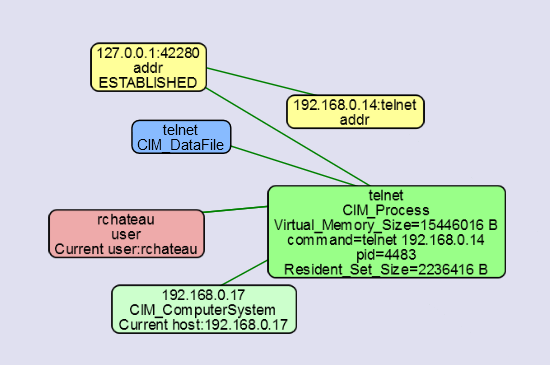 127.0.0.1:42280
addr
ESTABLISHED
192.168.0.14:telnet
addr
telnet
CIM_DataFile
telnet
CIM_Process
Virtual_Memory_Size=15446016 B
command=telnet 192.168.0.14
pid=4483
Resident_Set_Size=2236416 B
rchateau
user
Current user:rchateau
192.168.0.17
CIM_ComputerSystem
Current host:192.168.0.17